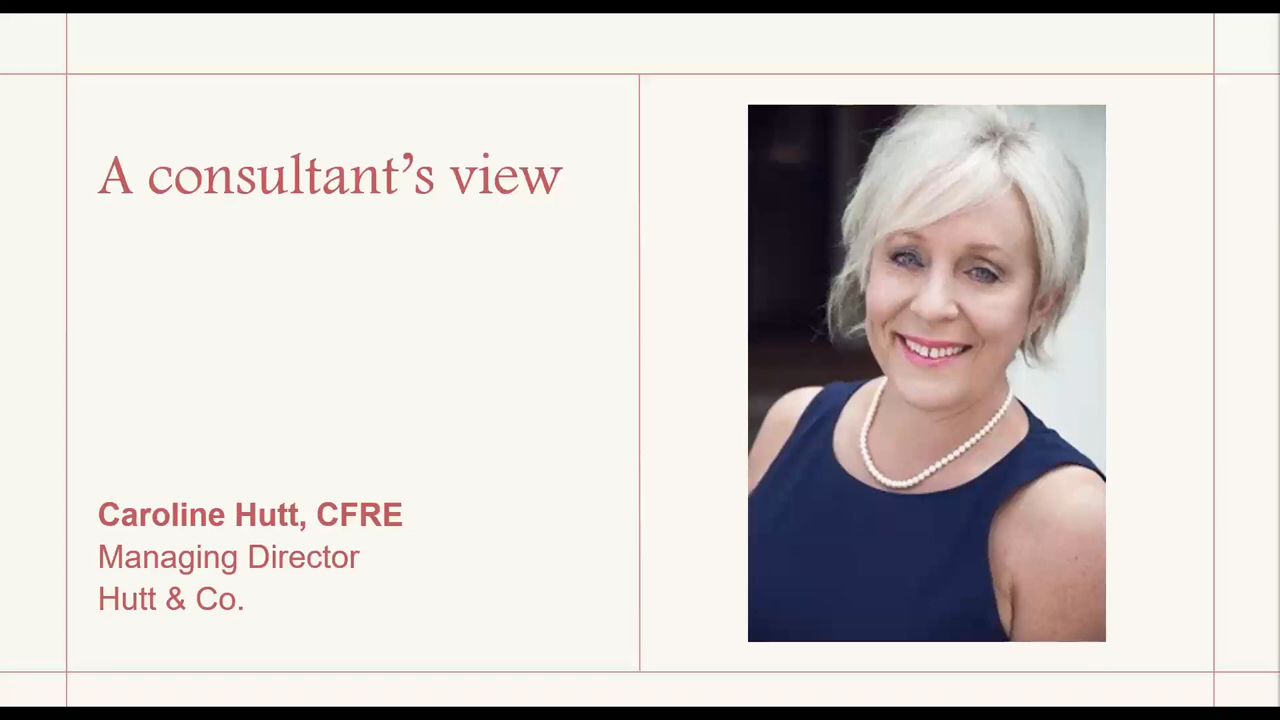 A consultant’s view
Caroline Hutt, CFRE
Managing Director
Hutt & Co.